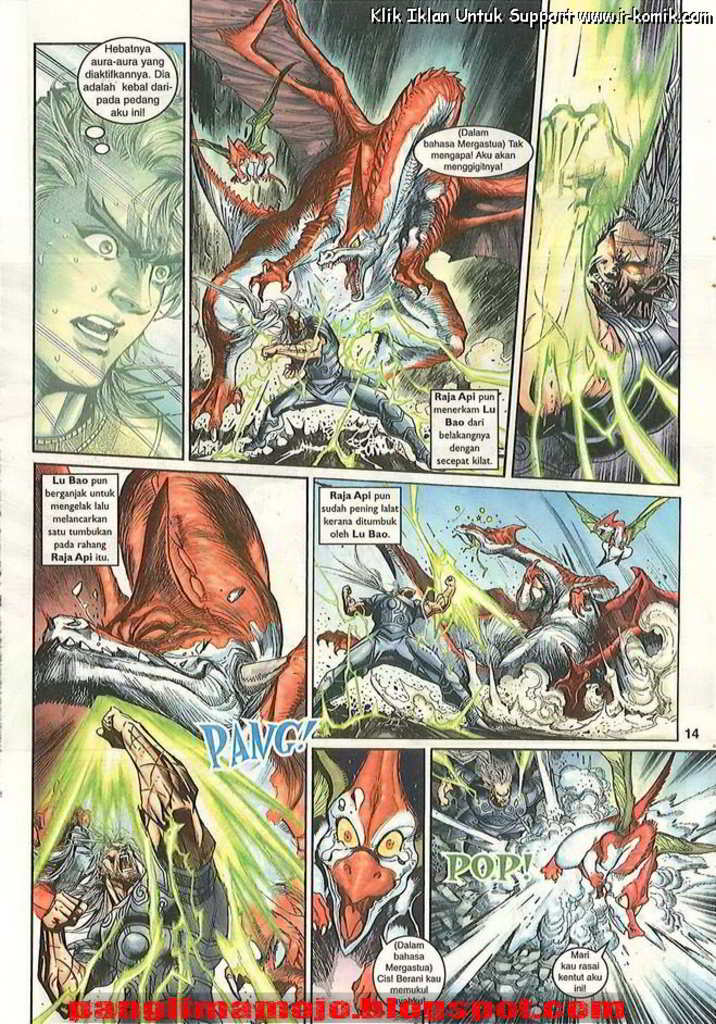 Klik Iklan Untuk Support www.i-komik.com
Hebatnya
aura-aura yang
diaktifkannya. Dia
adalah kebal dari-
pada pedang
aku ini!
(Dalam
bahasa Mergastua) Tak
mengapa! Aku akan
menggigitnya!
Raja Api pun
menerkam Lu
Bao dari
belakangnya
dengan
secepat kilat.
Lu Bao pun
berganjak untuk
mengelak lalu
melancarkan
satu tumbukan
pada rahang
Raja Api itu.
Raja Api pun
sudah pening lalat
kerana ditumbuk
oleh Lu Bao.
14
PANG!
POP!
(Dalam
bahasa
Mergastua)
Cis! Berani kau
memukul
Mari
kau rasai
kentut aku
ini!
panglimamojo.blogspot.com